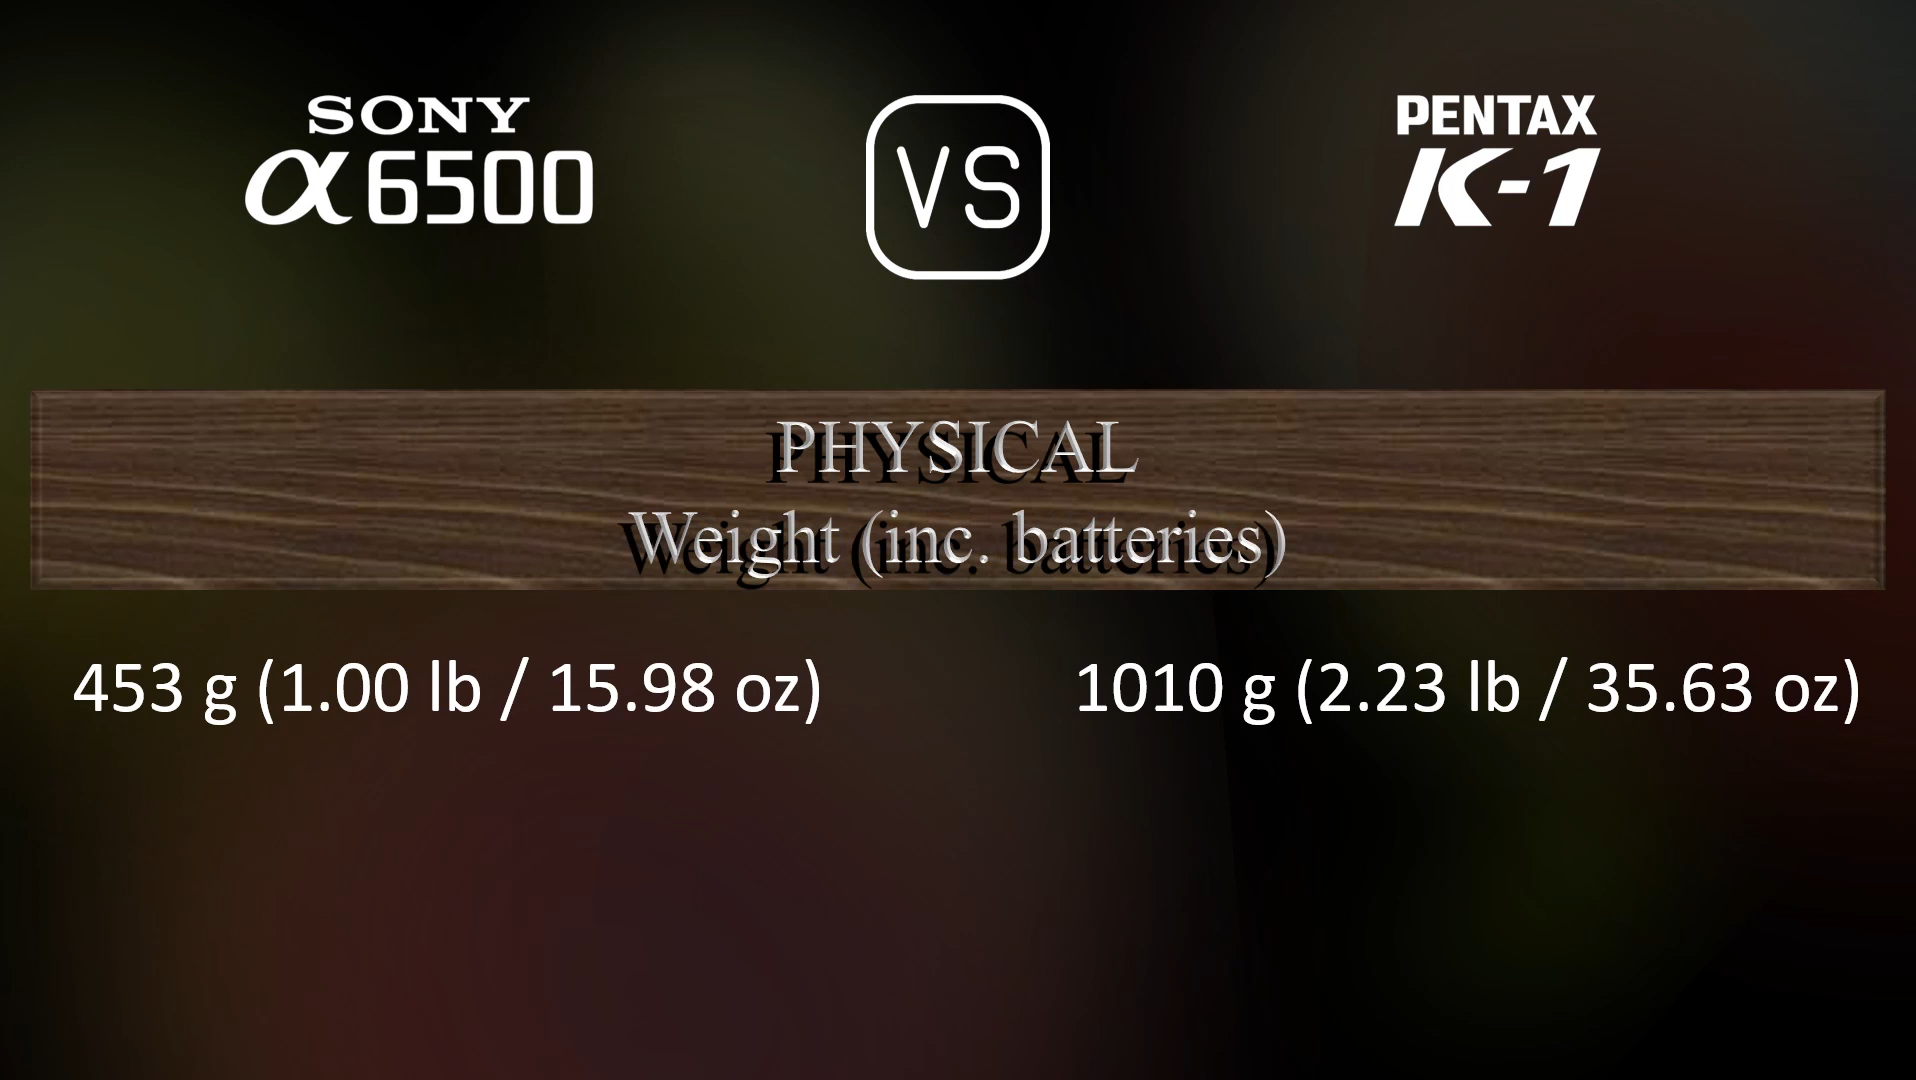 SONY
α6500
VS
PENTAX
K-1
PHYSICAL
Weight (inc. batteries)
453 g (1.00 lb / 15.98 oz)
1010 g (2.23 lb / 35.63 oz)